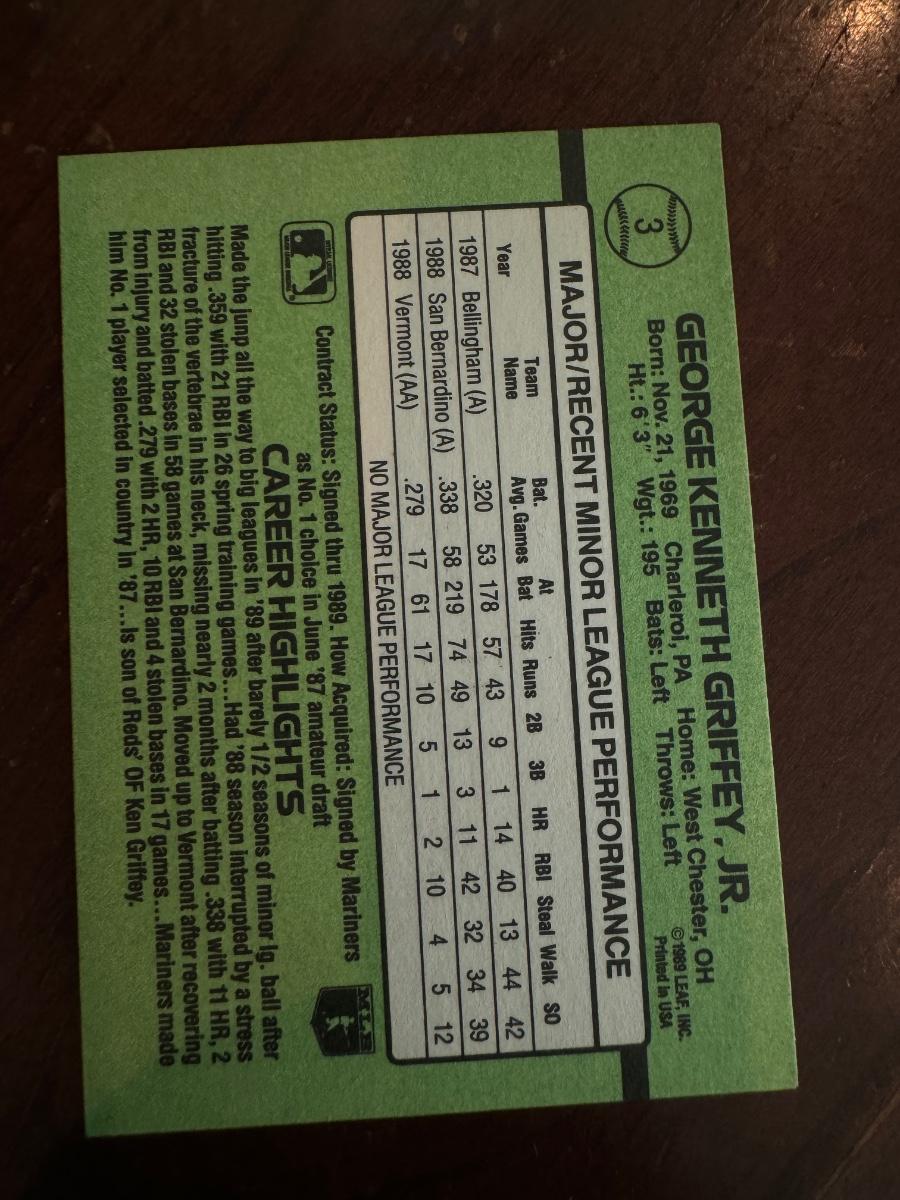 3
GEORGE KENNETH GRIFFEY, JR.
Born: Nov. 21, 1969 Charleroi, PA Home: West Chester, OH
Ht.: 6'3" Wgt.: 195 Bats: Left Throws: Left
©1989 LEAF, INC.
Printed in USA
MAJOR/RECENT MINOR LEAGUE PERFORMANCE
Year Team Name Bat. Avg. Games At Bat Hits Runs 2B 3B HR RBI Steal Walk SO
1987 Bellingham (A) .320 53 178 57 43 9 1 14 40 13 44 42
1988 San Bernardino (A) .338 58 219 74 49 13 3 11 42 32 34 39
1988 Vermont (AA) .279 17 61 17 10 5 1 2 10 4 5 12
NO MAJOR LEAGUE PERFORMANCE
Contract Status: Signed thru 1989. How Acquired: Signed by Mariners
as No. 1 choice in June '87 amateur draft
MLB
CAREER HIGHLIGHTS
Made the jump all the way to big leagues in '89 after barely 1/2 seasons of minor lg. ball after
hitting .359 with 21 RBI in 26 spring training games...Had '88 season interrupted by a stress
fracture of the vertebrae in his neck, missing nearly 2 months after batting .338 with 11 HR, 2
RBI and 32 stolen bases in 58 games at San Bernardino. Moved up to Vermont after recovering
from injury and batted .279 with 2 HR, 10 RBI and 4 stolen bases in 17 games...Mariners made
him No. 1 player selected in country in '87...Is son of Reds' OF Ken Griffey.